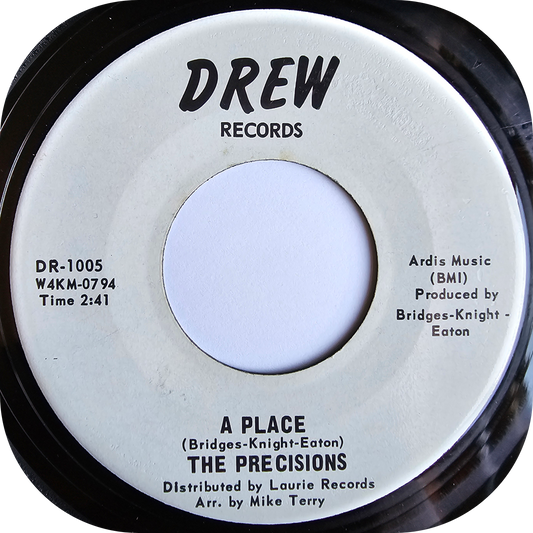 DREW
RECORDS
DR-1005
W4KM-0794
Time 2:41
Ardis Music
(BMI)
Produced by
Bridges-Knight -
Eaton
A PLACE
(Bridges-Knight-Eaton)
THE PRECISIONS
Distributed by Laurie Records
Arr. by Mike Terry